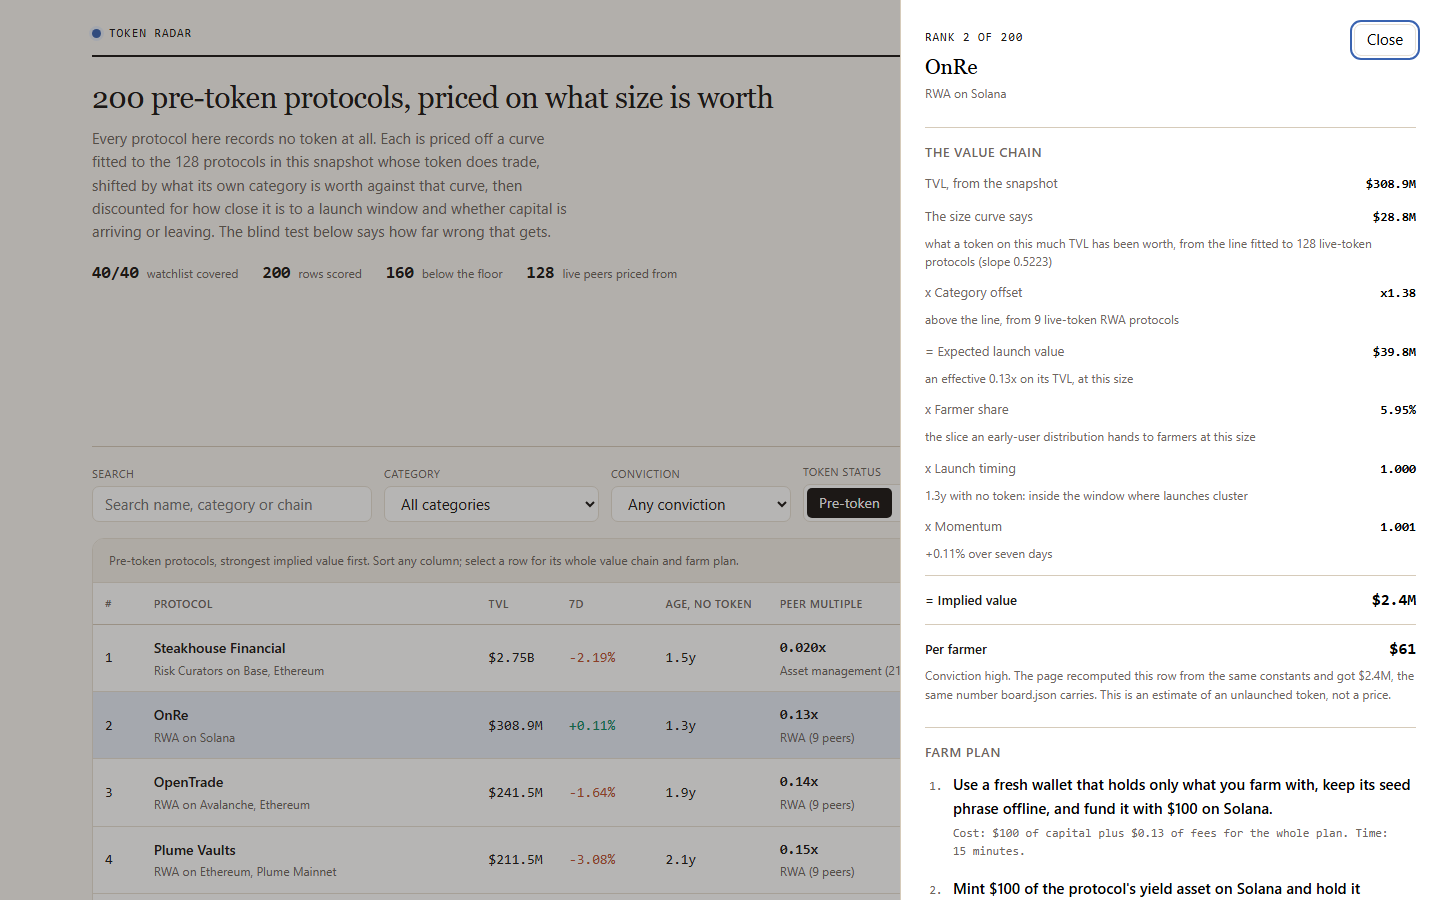 TOKEN RADAR
200 pre-token protocols, priced on what size is worth
Every protocol here records no token at all. Each is priced off a curve
fitted to the 128 protocols in this snapshot whose token does trade,
shifted by what its own category is worth against that curve, then
discounted for how close it is to a launch window and whether capital is
arriving or leaving. The blind test below says how far wrong that gets.
40/40 watchlist covered 200 rows scored 160 below the floor 128 live peers priced from
SEARCH CATEGORY CONVICTION TOKEN STATUS
Search name, category or chain All categories Any conviction Pre-token
Pre-token protocols, strongest implied value first. Sort any column; select a row for its whole value chain and farm plan.
# PROTOCOL TVL 7D AGE, NO TOKEN PEER MULTIPLE
1 Steakhouse Financial $2.75B -2.19% 1.5y 0.020x
Risk Curators on Base, Ethereum Asset management (21
2 OnRe $308.9M +0.11% 1.3y 0.13x
RWA on Solana RWA (9 peers)
3 OpenTrade $241.5M -1.64% 1.9y 0.14x
RWA on Avalanche, Ethereum RWA (9 peers)
4 Plume Vaults $211.5M -3.08% 2.1y 0.15x
RWA on Ethereum, Plume Mainnet RWA (9 peers)
RANK 2 OF 200
Close
OnRe
RWA on Solana
THE VALUE CHAIN
TVL, from the snapshot $308.9M
The size curve says $28.8M
what a token on this much TVL has been worth, from the line fitted to 128 live-token
protocols (slope 0.5223)
x Category offset x1.38
above the line, from 9 live-token RWA protocols
= Expected launch value $39.8M
an effective 0.13x on its TVL, at this size
x Farmer share 5.95%
the slice an early-user distribution hands to farmers at this size
x Launch timing 1.000
1.3y with no token: inside the window where launches cluster
x Momentum 1.001
+0.11% over seven days
= Implied value $2.4M
Per farmer $61
Conviction high. The page recomputed this row from the same constants and got $2.4M, the
same number board.json carries. This is an estimate of an unlaunched token, not a price.
FARM PLAN
1. Use a fresh wallet that holds only what you farm with, keep its seed
phrase offline, and fund it with $100 on Solana.
Cost: $100 of capital plus $0.13 of fees for the whole plan. Time:
15 minutes.
2. Mint $100 of the protocol's yield asset on Solana and hold it